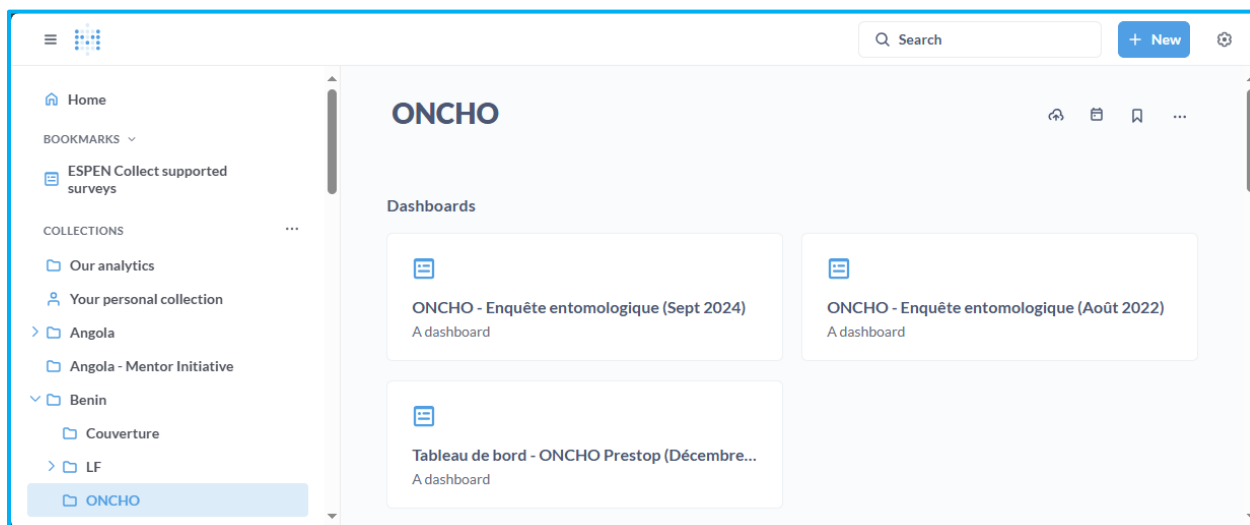 Search
+ New
Home
BOOKMARKS
ESPEN Collect supported
surveys
COLLECTIONS
...
Our analytics
Your personal collection
Angola
Angola - Mentor Initiative
Benin
Couverture
LF
ONCHO
ONCHO
...
Dashboards
ONCHO - Enquête entomologique (Sept 2024)
A dashboard
ONCHO - Enquête entomologique (Août 2022)
A dashboard
Tableau de bord - ONCHO Prestop (Décembre...
A dashboard